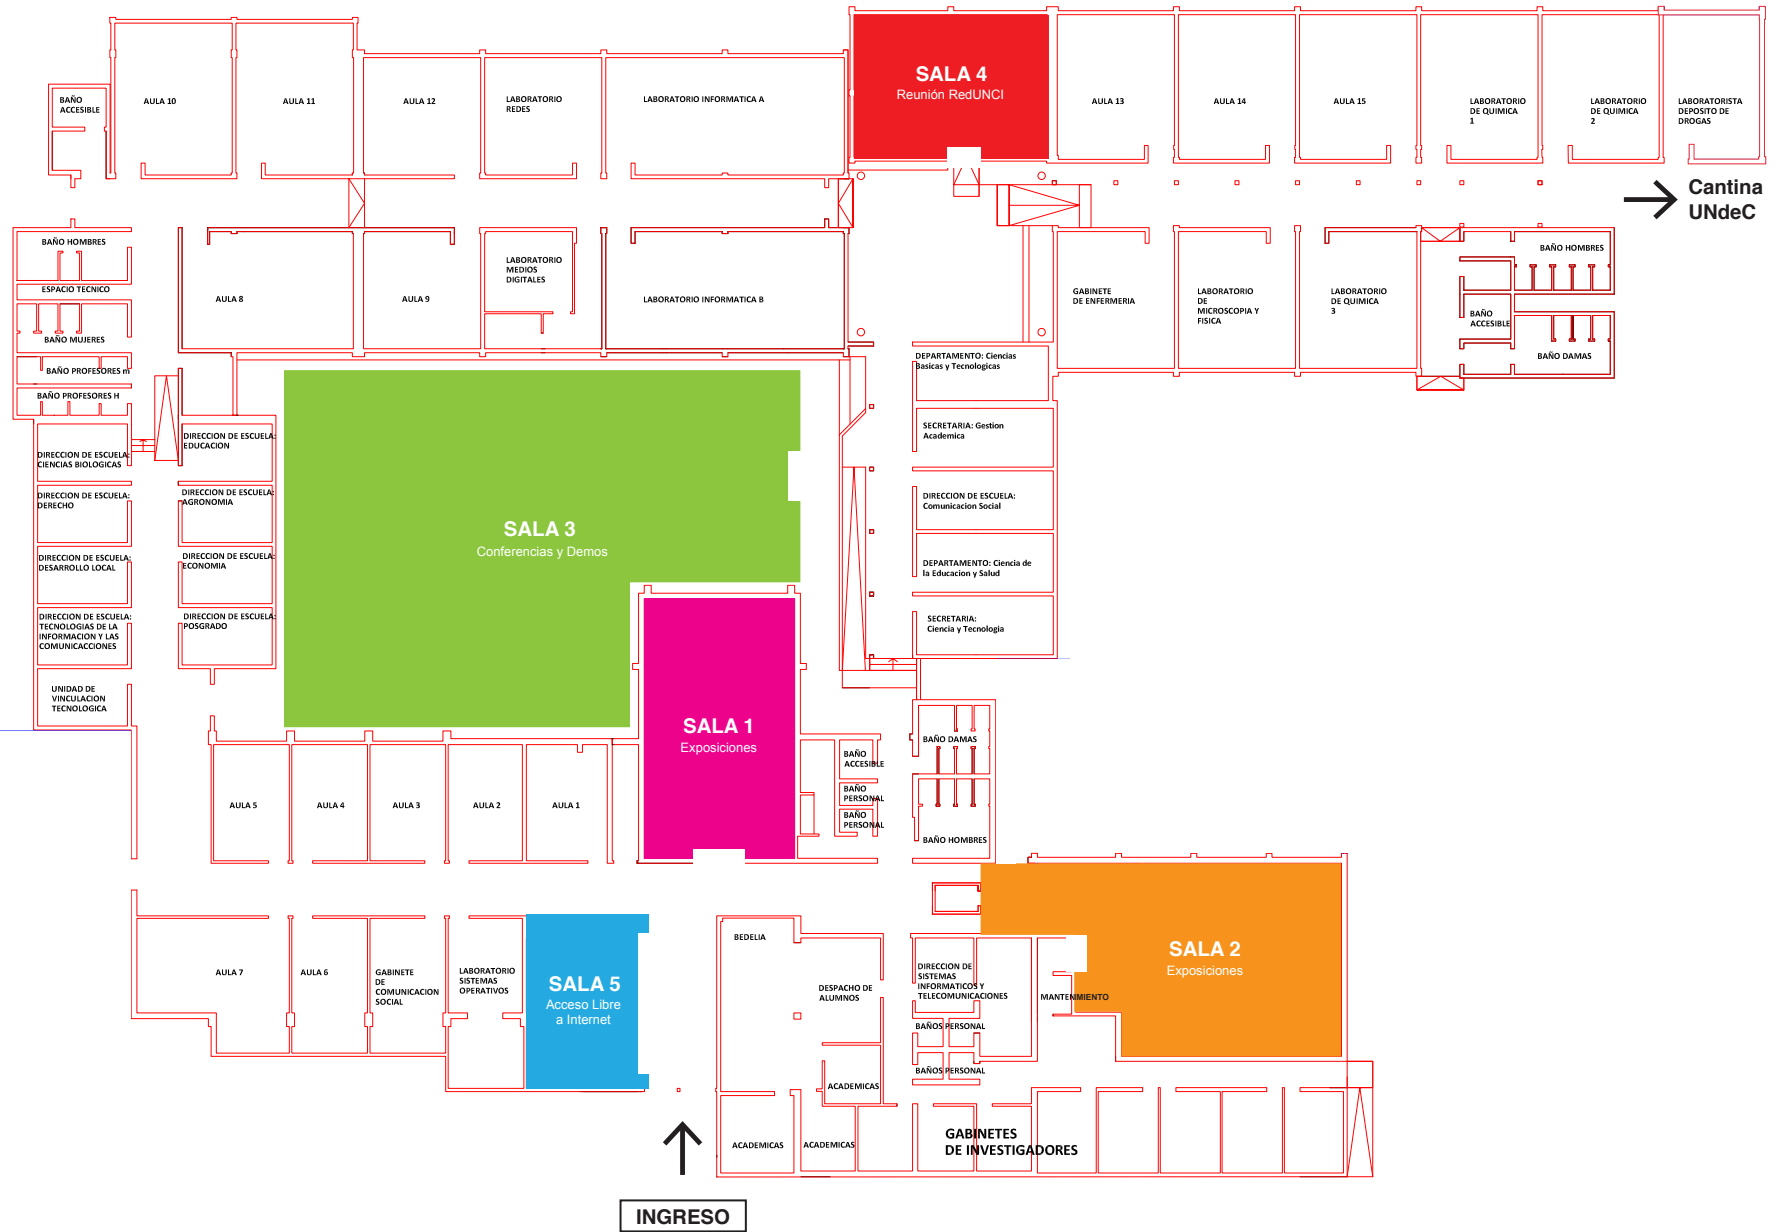 SALA 4
Reunión RedUNCI
BAÑO
ACCESIBLE
AULA 10
AULA 11
AULA 12
LABORATORIO
REDES
LABORATORIO INFORMATICA A
AULA 13
AULA 14
AULA 15
LABORATORIO
DE QUIMICA
1
LABORATORIO
DE QUIMICA
2
LABORATORISTA
DEPOSITO DE
DROGAS
Cantina
UNdeC
BAÑO HOMBRES
ESPACIO TECNICO
BAÑO MUJERES
BAÑO PROFESORES m
BAÑO PROFESORES H
AULA 8
AULA 9
LABORATORIO
MEDIOS
DIGITALES
LABORATORIO INFORMATICA B
GABINETE
DE ENFERMERIA
LABORATORIO
DE
MICROSCOPIA Y
FISICA
LABORATORIO
DE QUIMICA
3
BAÑO HOMBRES
BAÑO
ACCESIBLE
BAÑO DAMAS
DEPARTAMENTO: Ciencias
Basicas y Tecnologicas
SECRETARIA: Gestion
Academica
DIRECCION DE ESCUELA:
Comunicacion Social
DEPARTAMENTO: Ciencia de
la Educacion y Salud
SECRETARIA:
Ciencia y Tecnologia
DIRECCION DE ESCUELA:
CIENCIAS BIOLOGICAS
DIRECCION DE ESCUELA:
EDUCACION
DIRECCION DE ESCUELA:
DERECHO
DIRECCION DE ESCUELA:
AGRONOMIA
DIRECCION DE ESCUELA:
DESARROLLO LOCAL
DIRECCION DE ESCUELA:
ECONOMIA
DIRECCION DE ESCUELA:
TECNOLOGIAS DE LA
INFORMACION Y LAS
COMUNICACCIONES
DIRECCION DE ESCUELA:
POSGRADO
UNIDAD DE
VINCULACION
TECNOLOGICA
SALA 3
Conferencias y Demos
SALA 1
Exposiciones
BAÑO
ACCESIBLE
BAÑO
PERSONAL
BAÑO
PERSONAL
BAÑO DAMAS
BAÑO HOMBRES
AULA 5
AULA 4
AULA 3
AULA 2
AULA 1
AULA 7
AULA 6
GABINETE
DE
COMUNICACION
SOCIAL
LABORATORIO
SISTEMAS
OPERATIVOS
SALA 5
Acceso Libre
a Internet
BEDELIA
DESPACHO DE
ALUMNOS
DIRECCION DE
SISTEMAS
INFORMATICOS Y
TELECOMUNICACIONES
BAÑOS PERSONAL
BAÑOS PERSONAL
MANTENMIENTO
SALA 2
Exposiciones
ACADEMICAS
ACADEMICAS
ACADEMICAS
GABINETES
DE INVESTIGADORES
INGRESO